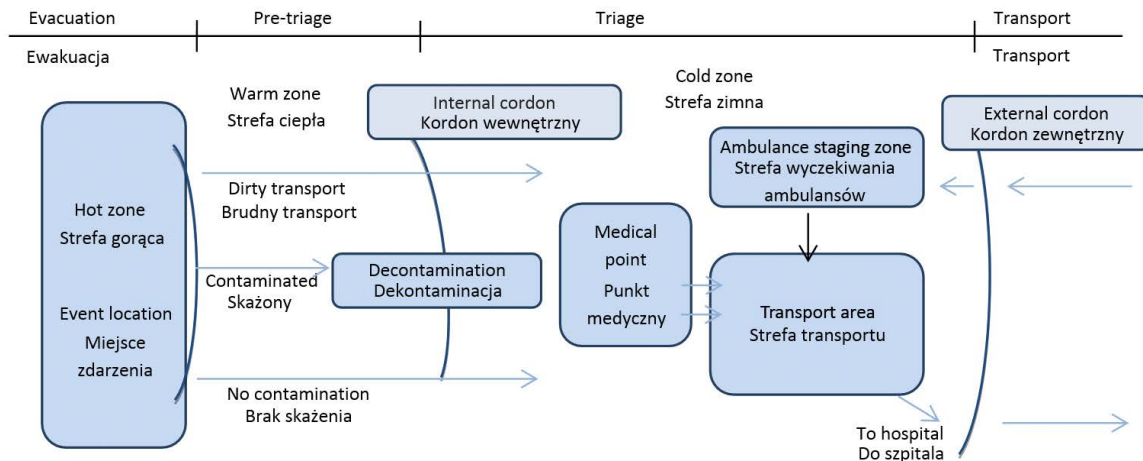 Evacuation
Pre-triage
Triage
Transport
Ewakuacja
Transport
Warm zone
Strefa ciepła
Internal cordon
Kordon wewnętrzny
Cold zone
Strefa zimna
External cordon
Kordon zewnętrzny
Ambulance staging zone
Strefa wyczekiwania
ambulansów
Dirty transport
Brudny transport
Hot zone
Strefa gorąca
Event location
Miejsce
zdarzenia
Contaminated
Skażony
Decontamination
Dekontaminacja
Medical
point
Punkt
medyczny
Transport area
Strefa transportu
No contamination
Brak skażenia
To hospital
Do szpitala